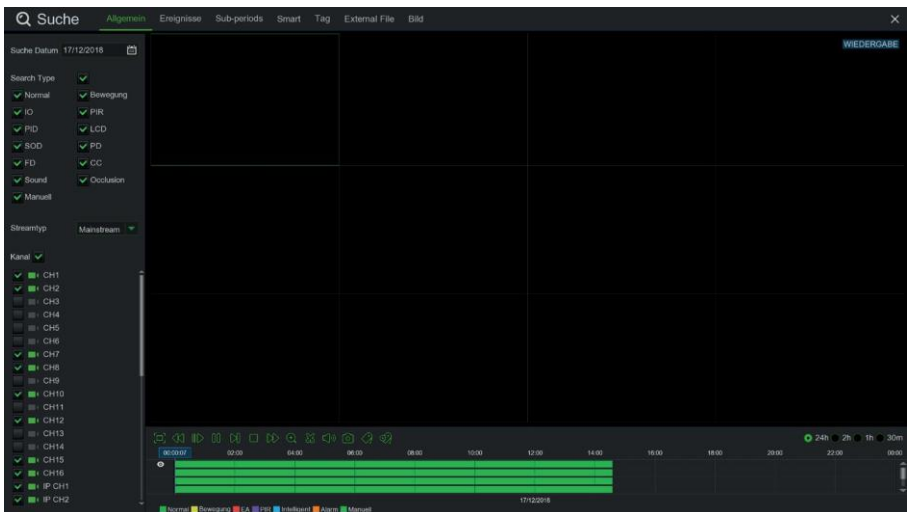 Suche Allgemein Ereignisse Sub-periods Smart Tag External File Bild
WIEDERGABE
Suche Datum 17/12/2018
Search Type
Normal Bewegung
IO PIR
PID LCD
SOD PD
FD CC
Sound Occlusion
Manuell
Streamtyp Mainstream
Kanal
CH1
CH2
CH3
CH4
CH5
CH6
CH7
CH8
CH9
CH10
CH11
CH12
CH13
CH14
CH15
CH16
IP CH1
IP CH2
24h 2h 1h 30m
00:00:07 02:00 04:00 06:00 08:00 10:00 12:00 14:00 16:00 18:00 20:00 22:00 00:00
17/12/2018
Normal Bewegung EA PIR Intelligent Alarm Manuell